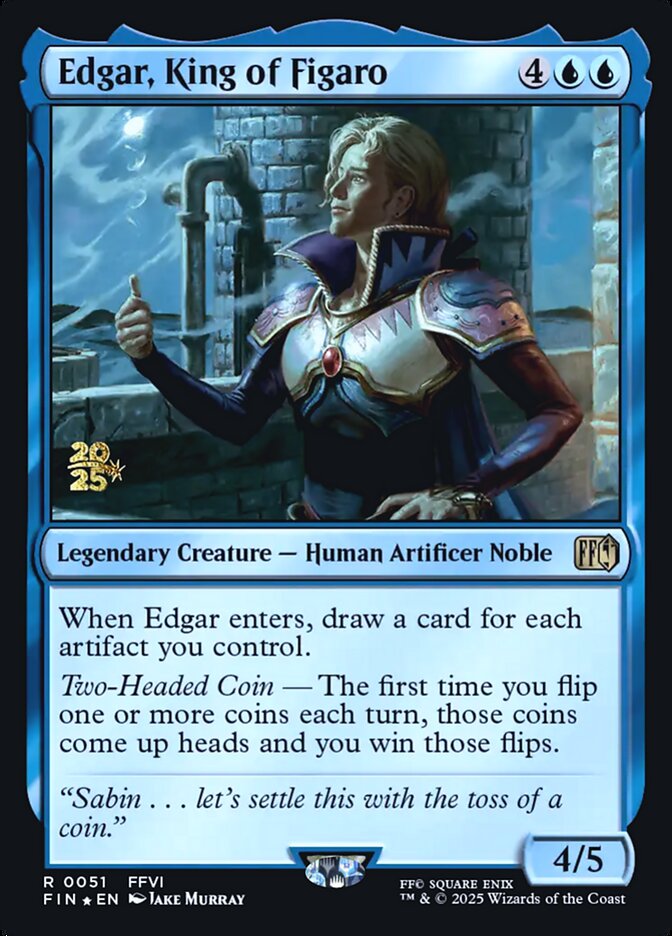 Edgar, King of Figaro 4
20
25
Legendary Creature — Human Artificer Noble FF
When Edgar enters, draw a card for each
artifact you control.
Two-Headed Coin — The first time you flip
one or more coins each turn, those coins
come up heads and you win those flips.
“Sabin . . . let’s settle this with the toss of a
coin.”
4/5
R 0051 FFVI
FIN★EN Jake Murray
FF© SQUARE ENIX
™ & © 2025 Wizards of the Coast